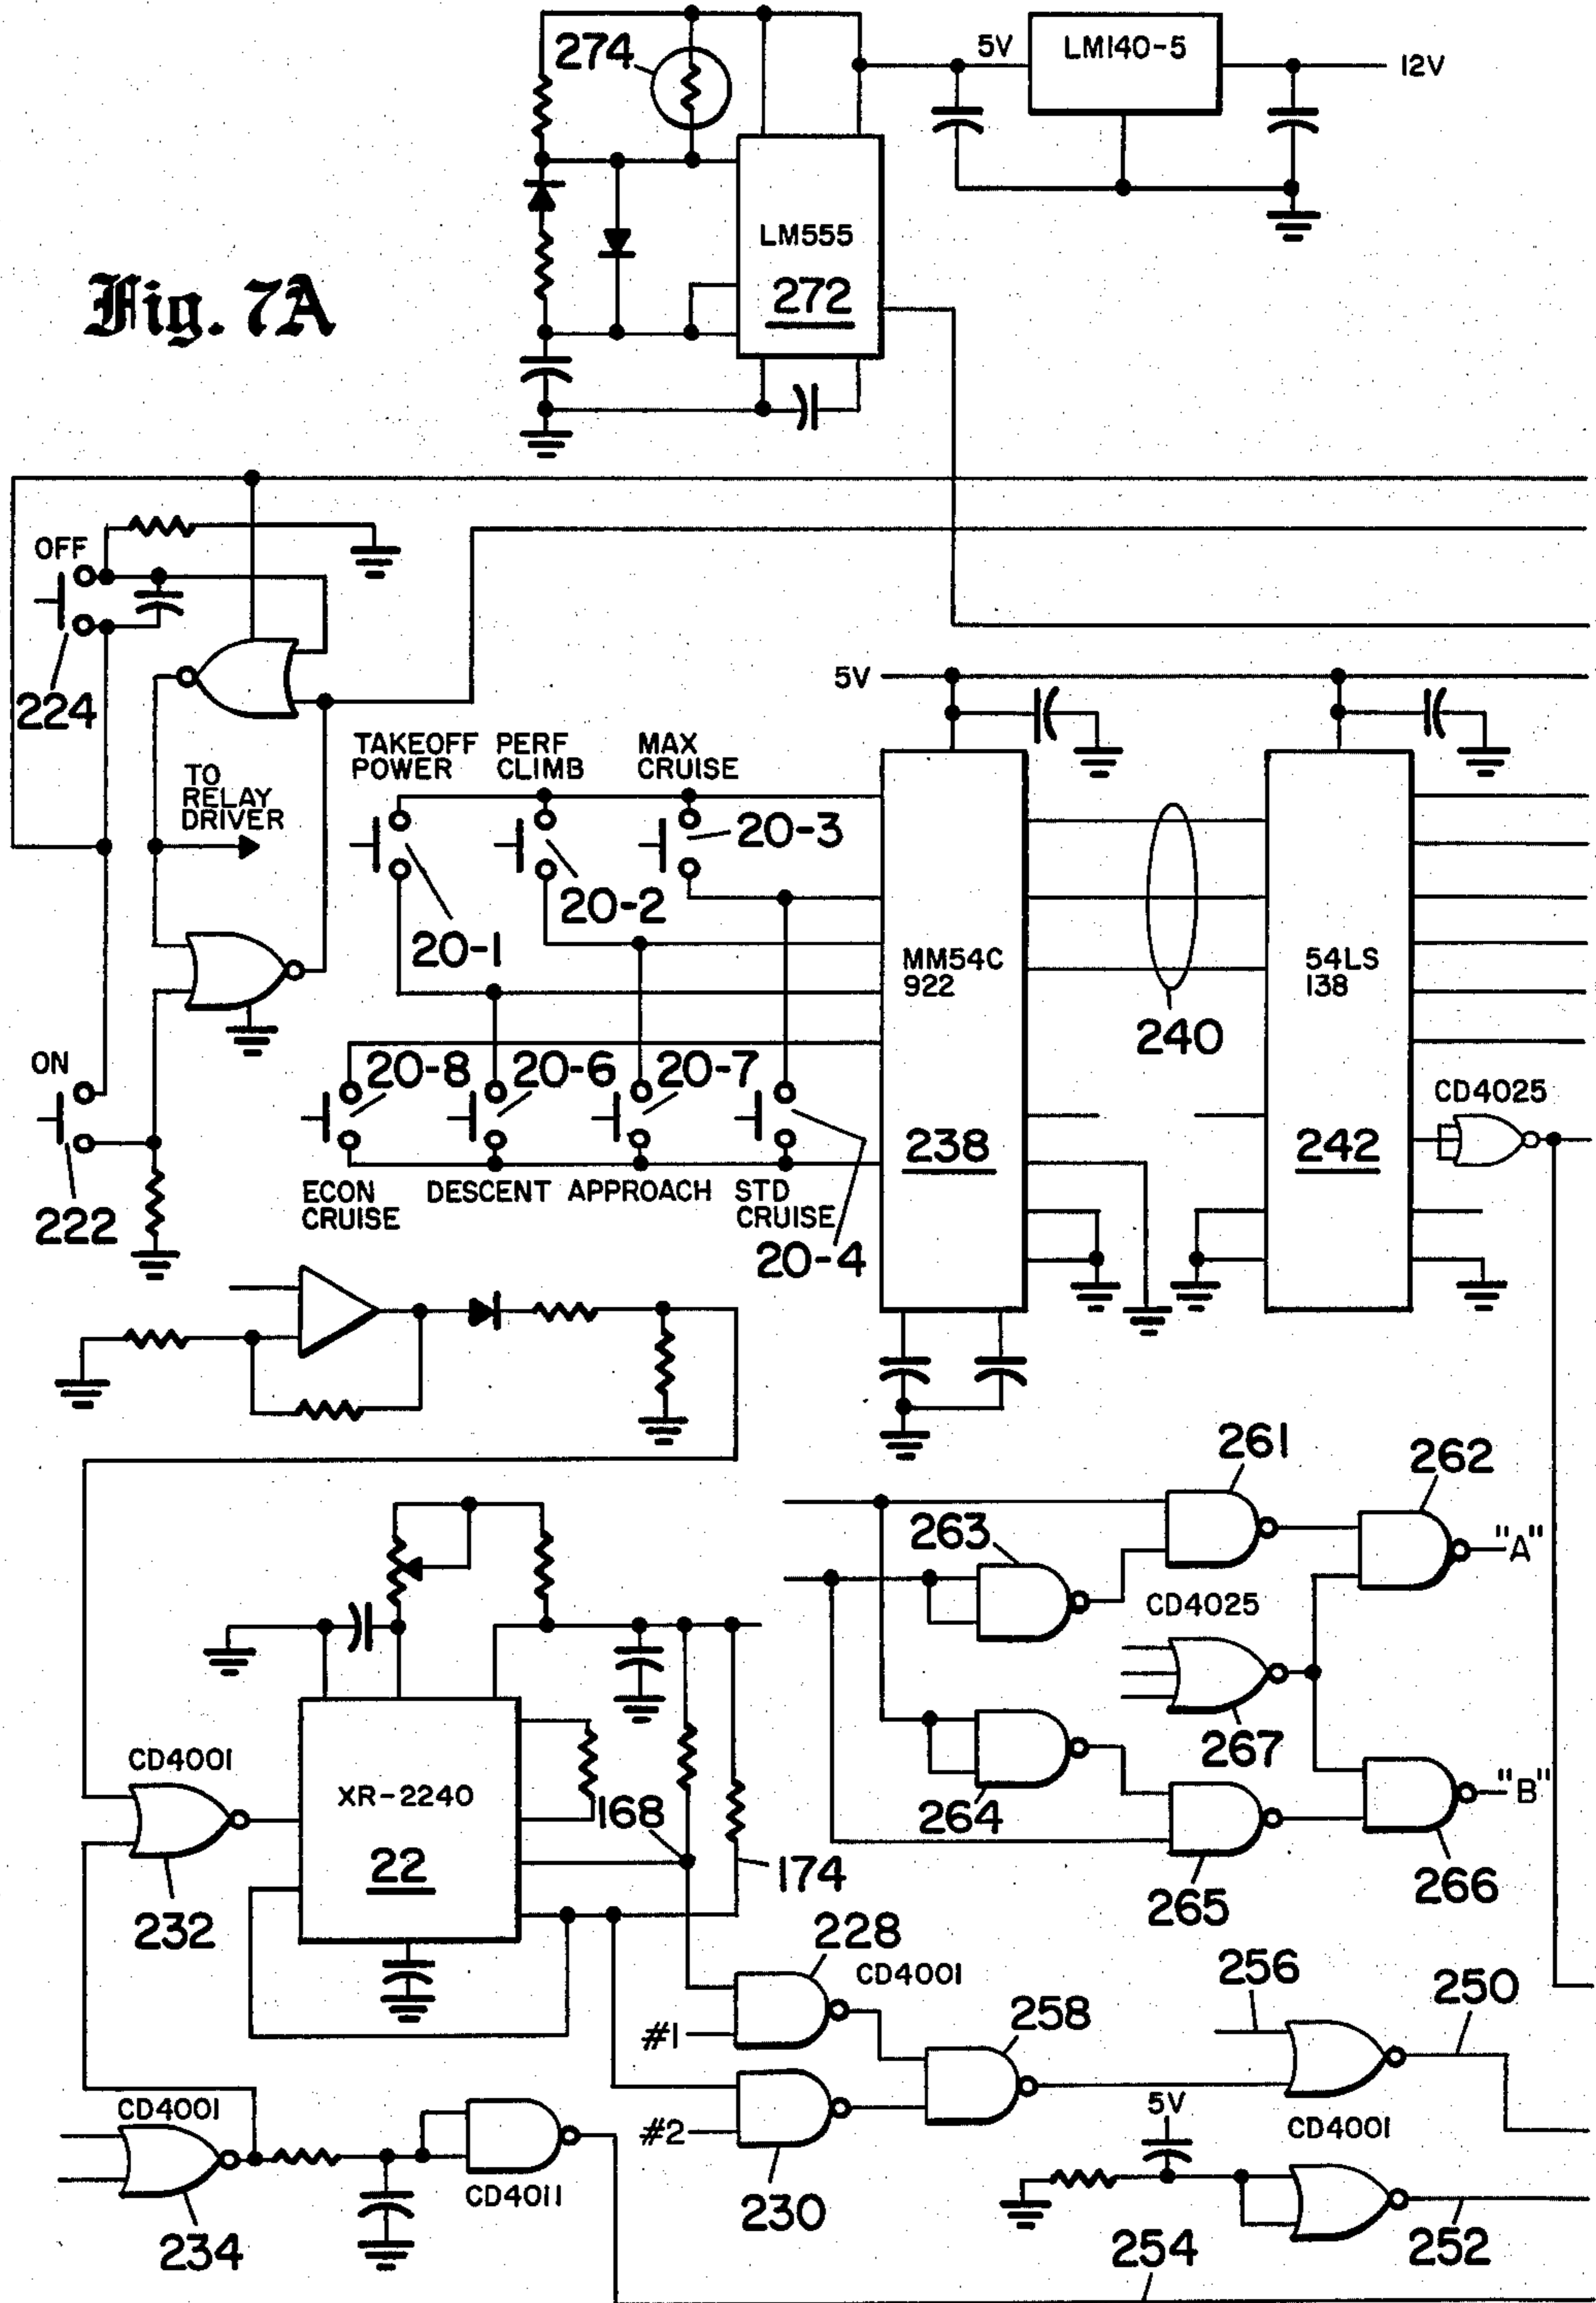 274
5V
LM140-5
12V
LM555
272
Fig. 7A
OFF
224
5V
TAKEOFF
POWER
PERF
CLIMB
MAX
CRUISE
TO
RELAY
DRIVER
20-3
20-2
20-1
MM54C
922
54LS
138
240
ON
20-8
20-6
20-7
CD4025
238
242
222
ECON
CRUISE
DESCENT
APPROACH
STD
CRUISE
20-4
261
262
263
"A"
CD4025
267
CD4001
XR-2240
168
264
"B"
22
174
265
266
232
228
CD4001
256
250
258
#1
CD4001
5V
#2
CD4001
CD4011
230
234
254
252